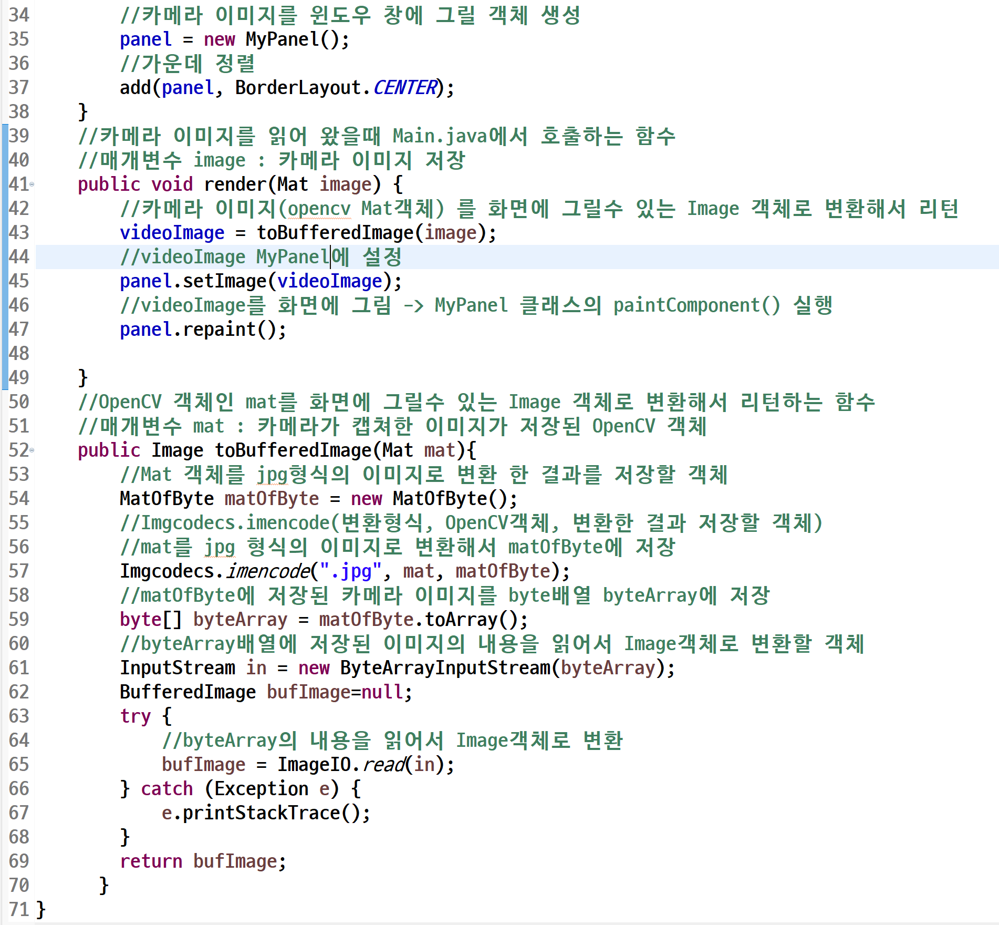 34        //카메라 이미지를 윈도우 창에 그릴 객체 생성
35        panel = new MyPanel();
36        //가운데 정렬
37        add(panel, BorderLayout.CENTER);
38    }
39    //카메라 이미지를 읽어 왔을때 Main.java에서 호출하는 함수
40    //매개변수 image : 카메라 이미지 저장
41    public void render(Mat image) {
42        //카메라 이미지(opencv Mat객체) 를 화면에 그릴수 있는 Image 객체로 변환해서 리턴
43        videoImage = toBufferedImage(image);
44        //videoImage MyPanel에 설정
45        panel.setImage(videoImage);
46        //videoImage를 화면에 그림 -> MyPanel 클래스의 paintComponent() 실행
47        panel.repaint();
48
49    }
50    //OpenCV 객체인 mat를 화면에 그릴수 있는 Image 객체로 변환해서 리턴하는 함수
51    //매개변수 mat : 카메라가 캡쳐한 이미지가 저장된 OpenCV 객체
52    public Image toBufferedImage(Mat mat){
53        //Mat 객체를 jpg형식의 이미지로 변환 한 결과를 저장할 객체
54        MatOfByte matOfByte = new MatOfByte();
55        //Imgcodecs.imencode(변환형식, OpenCV객체, 변환한 결과 저장할 객체)
56        //mat를 jpg 형식의 이미지로 변환해서 matOfByte에 저장
57        Imgcodecs.imencode(".jpg", mat, matOfByte);
58        //matOfByte에 저장된 카메라 이미지를 byte배열 byteArray에 저장
59        byte[] byteArray = matOfByte.toArray();
60        //byteArray배열에 저장된 이미지의 내용을 읽어서 Image객체로 변환할 객체
61        InputStream in = new ByteArrayInputStream(byteArray);
62        BufferedImage bufImage=null;
63        try {
64            //byteArray의 내용을 읽어서 Image객체로 변환
65            bufImage = ImageIO.read(in);
66        } catch (Exception e) {
67            e.printStackTrace();
68        }
69        return bufImage;
70      }
71}